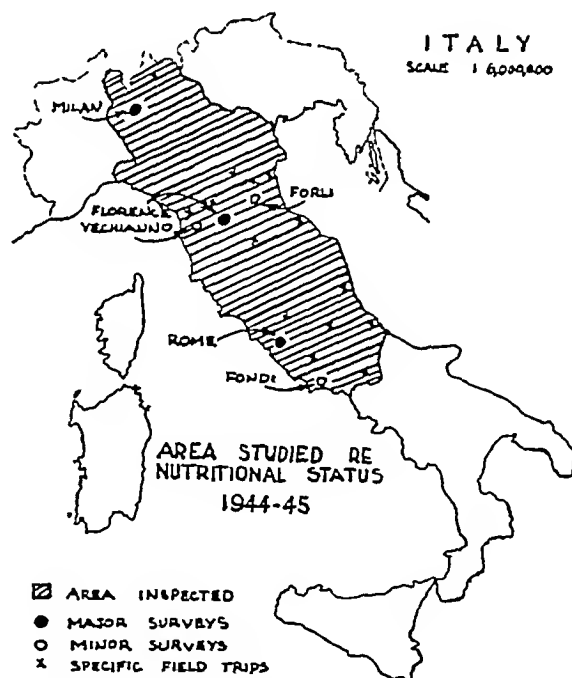 ITALY
SCALE 1 6,000,000
MILAN
FORLI
FLORENCE
VECHIANNO
ROME
FONDI
AREA STUDIED RE
NUTRITIONAL STATUS
1944-45
AREA INSPECTED
MAJOR SURVEYS
MINOR SURVEYS
x SPECIFIC FIELD TRIPS